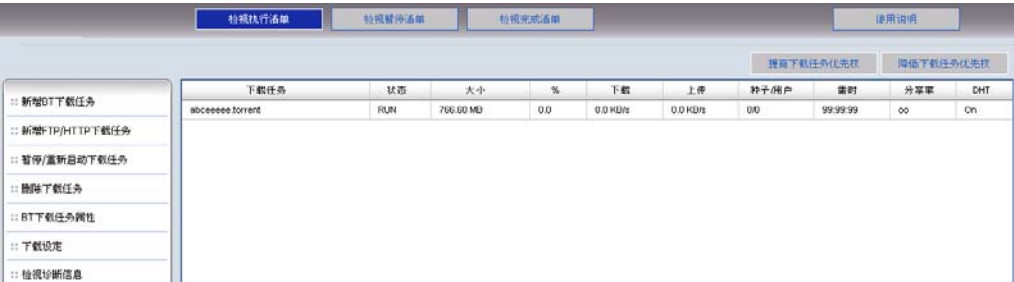 检视执行清单 检视暂停清单 检视完成清单 使用说明
提高下载任务优先权 降低下载任务优先权
下载任务 状态 大小 % 下载 上传 种子/用户 需时 分享率 DHT
abceeeee.torrent RUN 766.60 MB 0.0 0.0 KB/s 0.0 KB/s 0/0 99:99:99 oo On
:: 新增BT下载任务
:: 新增FTP/HTTP下载任务
:: 暂停/重新启动下载任务
:: 删除下载任务
:: BT下载任务属性
:: 下载设定
:: 检视诊断信息